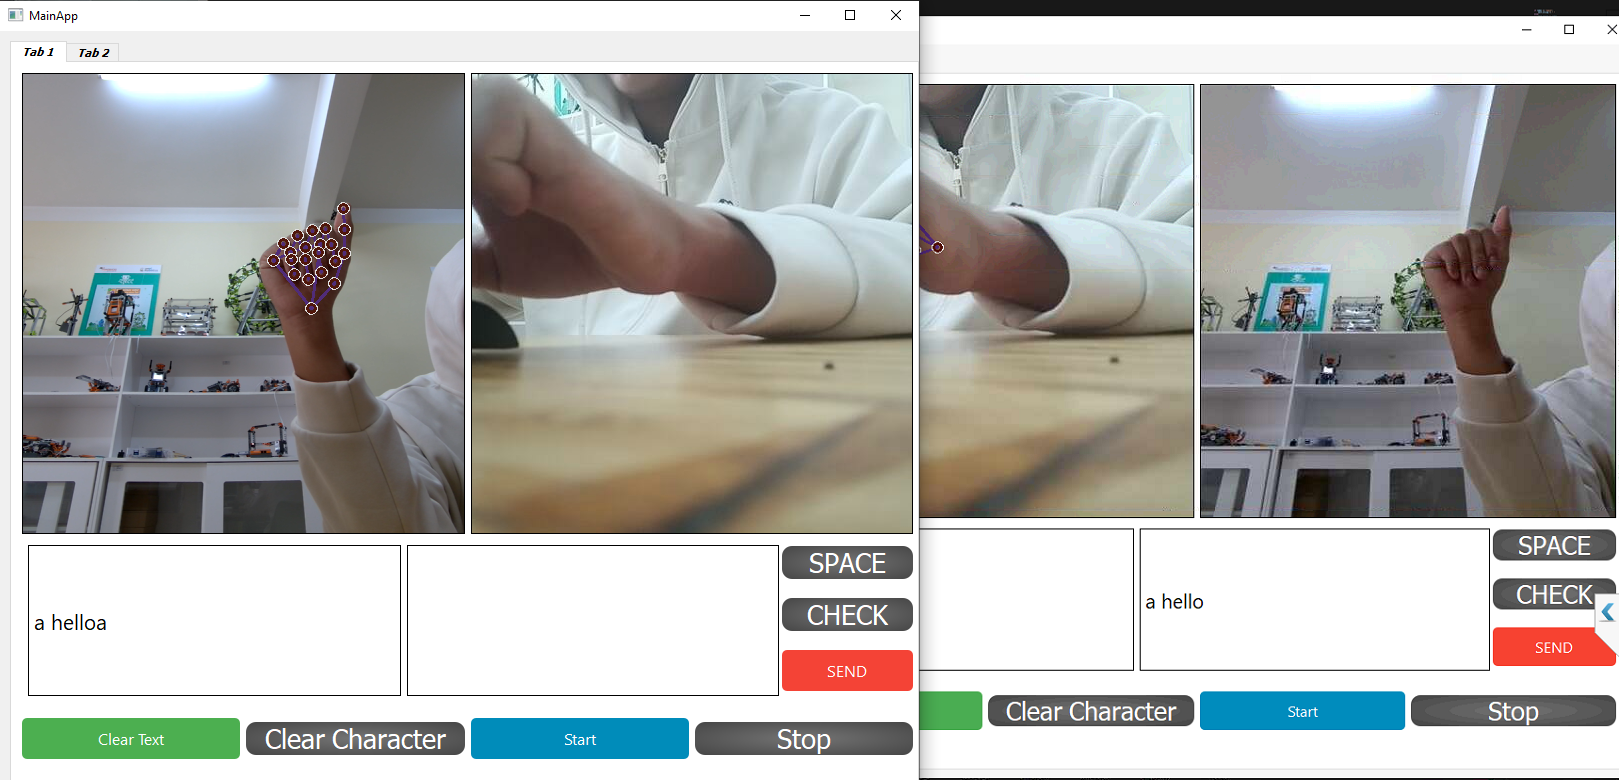 MainApp
Tab 1
Tab 2
a helloa
SPACE
CHECK
SEND
Clear Text
Clear Character
Start
Stop
a hello
SPACE
CHECK
SEND
Clear Character
Start
Stop